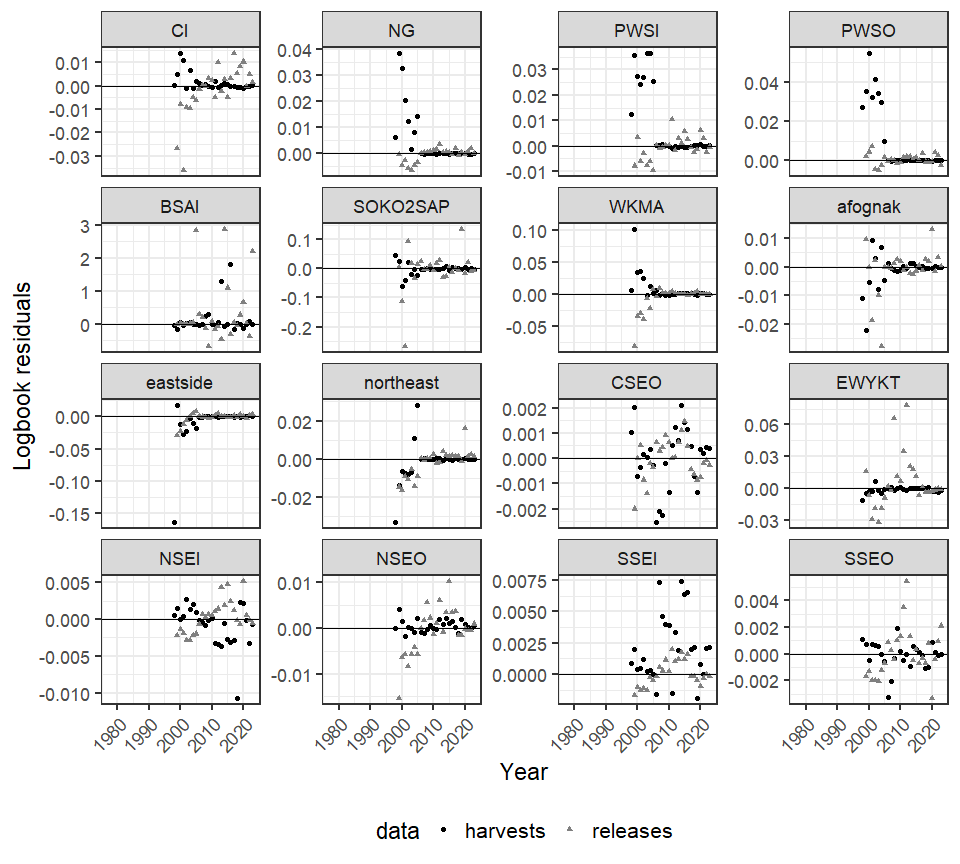 CI NG PWSI PWSO
0.01 0.00 -0.01 -0.02 -0.03
0.04 0.03 0.02 0.01 0.00
0.03 0.02 0.01 0.00 -0.01
0.04 0.02 0.00
BSAI SOKO2SAP WKMA afognak
3 2 1 0
0.1 0.0 -0.1 -0.2
0.10 0.05 0.00 -0.05
0.01 0.00 -0.01 -0.02
eastside northeast CSEO EWYKT
0.00 -0.05 -0.10 -0.15
0.02 0.00 -0.02
0.002 0.001 0.000 -0.001 -0.002
0.06 0.03 0.00 -0.03
NSEI NSEO SSEI SSEO
0.005 0.000 -0.005 -0.010
0.01 0.00 -0.01
0.0075 0.0050 0.0025 0.0000
0.004 0.002 0.000 -0.002
1980 1990 2000 2010 2020 1980 1990 2000 2010 2020 1980 1990 2000 2010 2020 1980 1990 2000 2010 2020
Logbook residuals
Year
data harvests releases